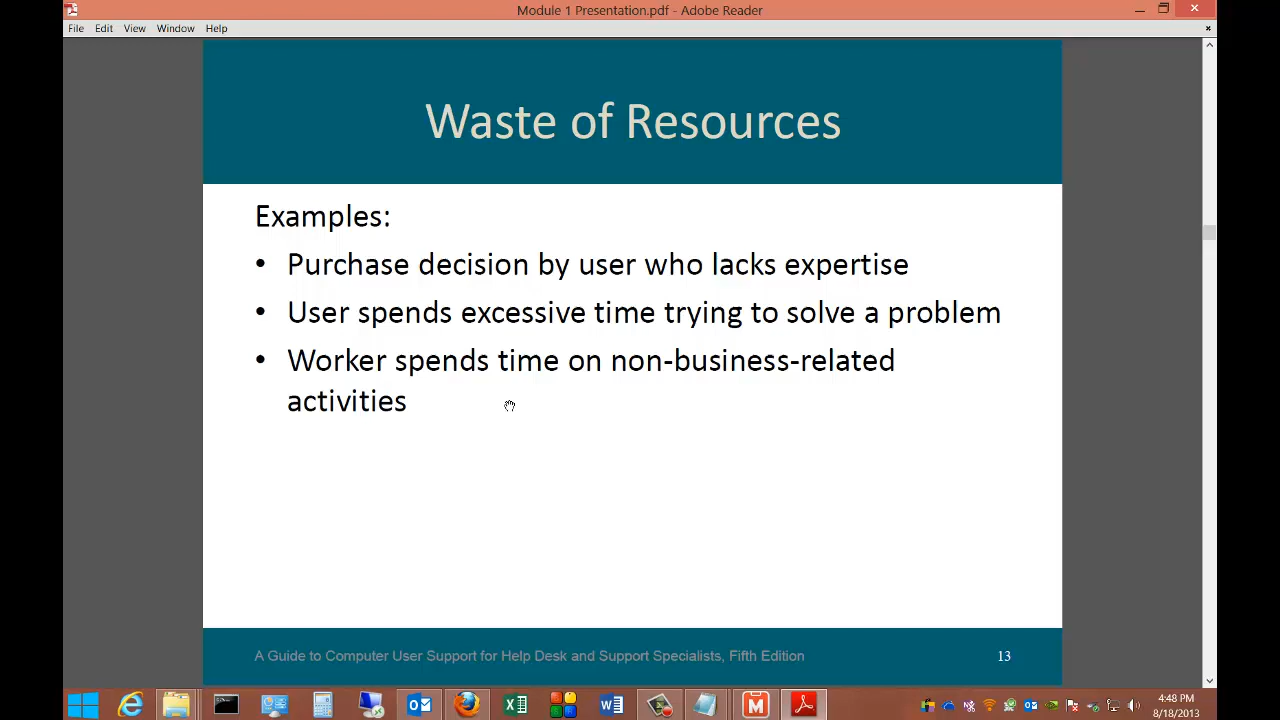 Module 1 Presentation.pdf - Adobe Reader
File Edit View Window Help
Waste of Resources
Examples:
• Purchase decision by user who lacks expertise
• User spends excessive time trying to solve a problem
• Worker spends time on non-business-related
activities
A Guide to Computer User Support for Help Desk and Support Specialists, Fifth Edition 13
4:48 PM
8/18/2013